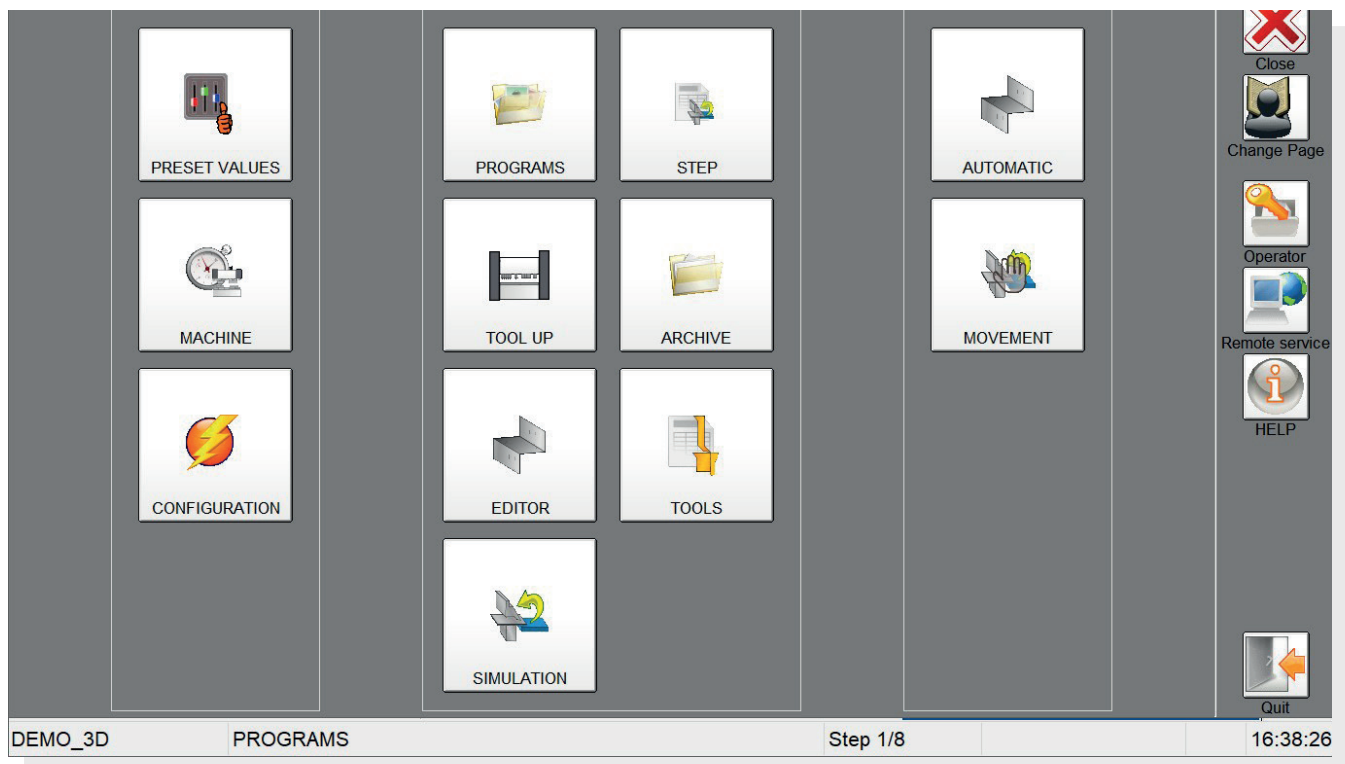 PRESET VALUES
PROGRAMS
STEP
AUTOMATIC
MACHINE
TOOL UP
ARCHIVE
MOVEMENT
CONFIGURATION
EDITOR
TOOLS
SIMULATION
Close
Change Page
Operator
Remote service
HELP
Quit
DEMO_3D PROGRAMS Step 1/8 16:38:26